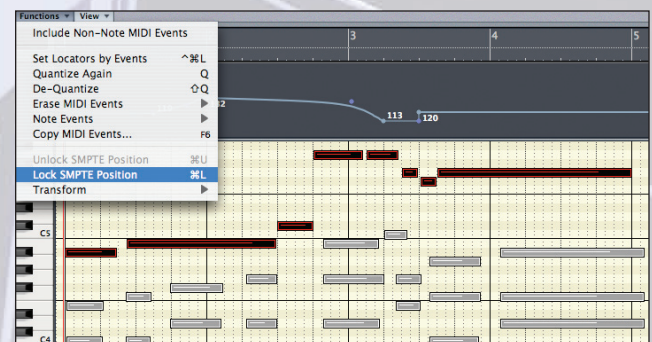 Functions View
Include Non-Note MIDI Events
3 4 5
Set Locators by Events ^⌘L
Quantize Again Q
De-Quantize ⇧Q
Erase MIDI Events
Note Events
Copy MIDI Events... F6
113 120
Unlock SMPTE Position ⌘U
Lock SMPTE Position ⌘L
Transform
C5
C4